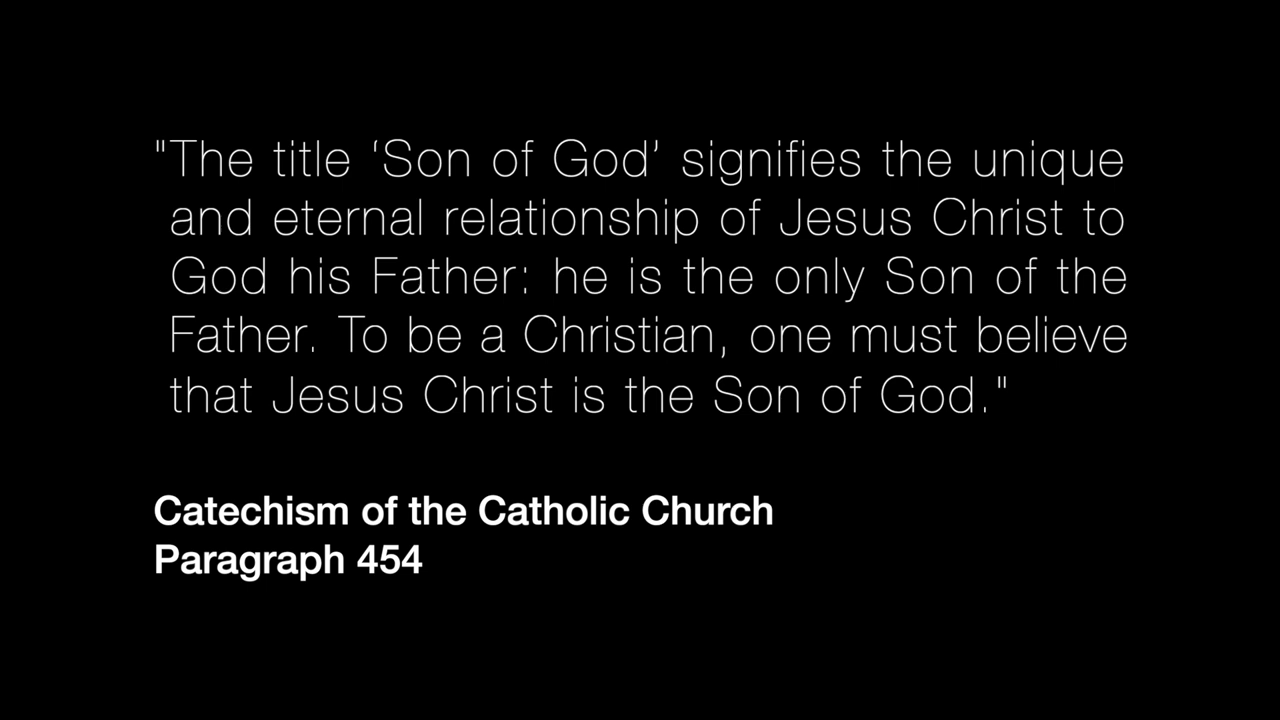 "The title ‘Son of God’ signifies the unique
and eternal relationship of Jesus Christ to
God his Father: he is the only Son of the
Father. To be a Christian, one must believe
that Jesus Christ is the Son of God."
Catechism of the Catholic Church
Paragraph 454